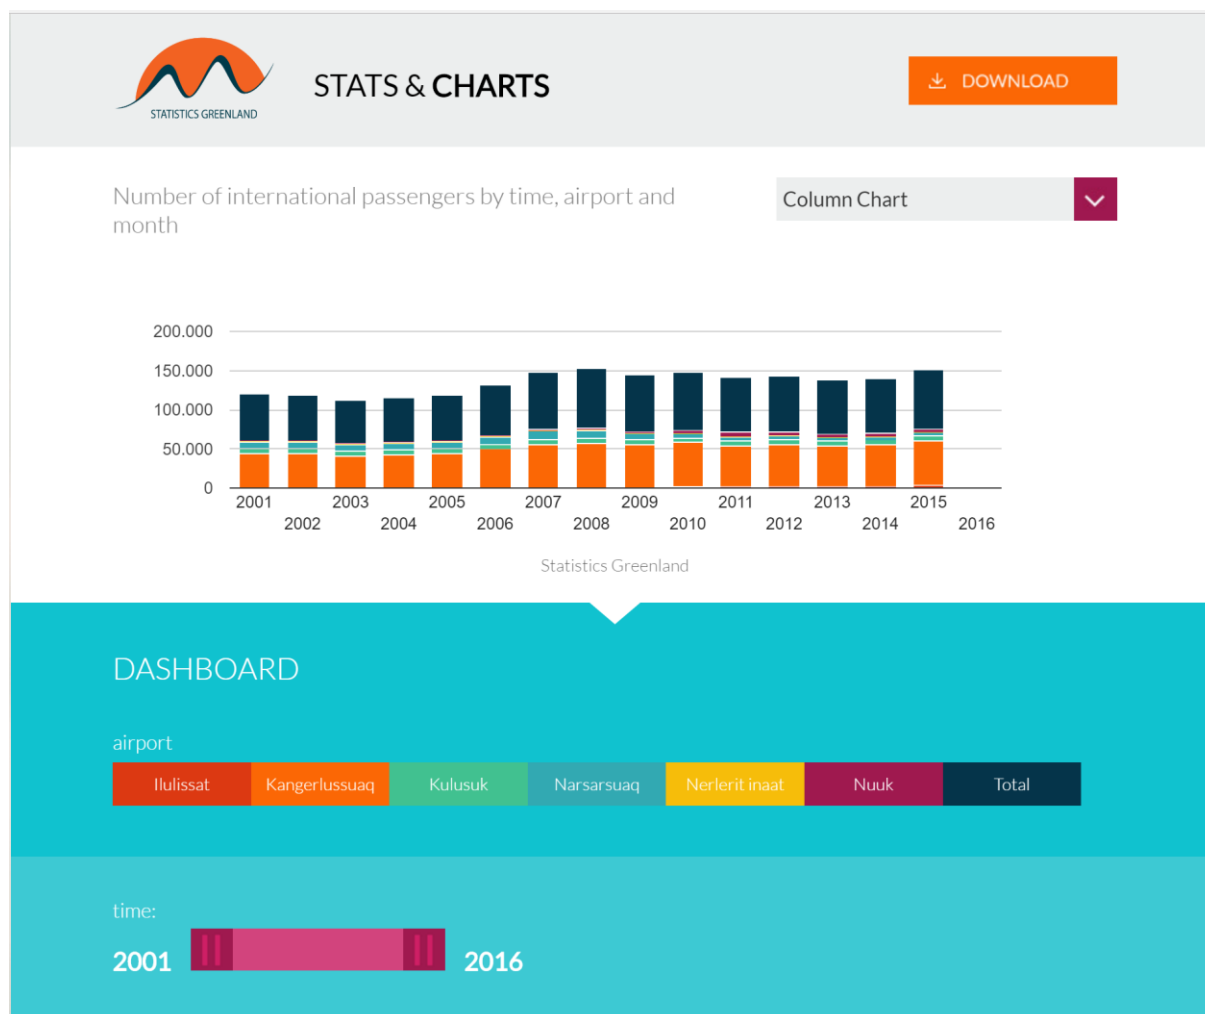 STATISTICS GREENLAND
STATS & CHARTS
DOWNLOAD
Number of international passengers by time, airport and
month
Column Chart
200.000
150.000
100.000
50.000
0
2001 2003 2005 2007 2009 2011 2013 2015
2002 2004 2006 2008 2010 2012 2014 2016
Statistics Greenland
DASHBOARD
airport
Ilulissat Kangerlussuaq Kulusuk Narsarsuaq Nerlerit inaat Nuuk Total
time:
2001 2016